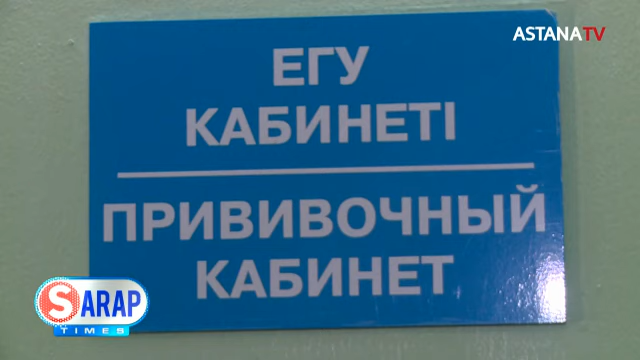 ASTANATV
ЕГУ
КАБИНЕТІ
ПРИВИВОЧНЫЙ
КАБИНЕТ
SARAP
TIMES